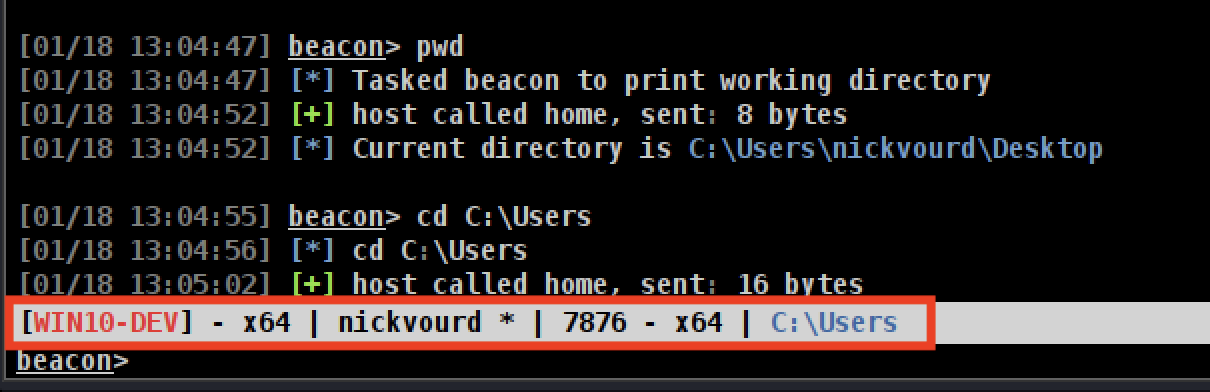 [01/18 13:04:47] beacon> pwd
[01/18 13:04:47] [*] Tasked beacon to print working directory
[01/18 13:04:52] [+] host called home, sent: 8 bytes
[01/18 13:04:52] [*] Current directory is C:\Users\nickvourd\Desktop
[01/18 13:04:55] beacon> cd C:\Users
[01/18 13:04:56] [*] cd C:\Users
[01/18 13:05:02] [+] host called home, sent: 16 bytes
[WIN10-DEV] - x64 | nickvourd * | 7876 - x64 | C:\Users
beacon>